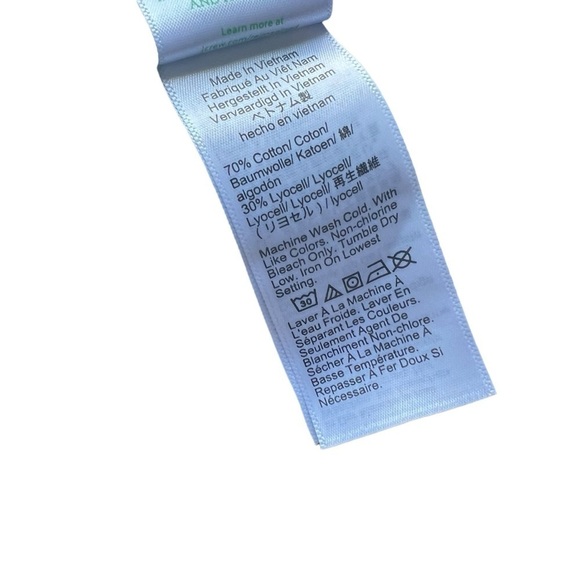 Learn more at
Made In Vietnam
Fabriqué Au Viêt Nam
Hergestellt In Vietnam
Vervaardigd In Vietnam
ベトナム製
hecho en vietnam
70% Cotton/ Coton/
Baumwolle/ Katoen/ 綿/
algodón
30% Lyocell/ Lyocell/
Lyocell/ Lyocell/ 再生繊維
(リヨセル) / lyocell
Machine Wash Cold. With
Like Colors. Non-chlorine
Bleach Only. Tumble Dry
Low. Iron On Lowest
Setting.
30
Laver À La Machine À
L'eau Froide. Laver En
Séparant Les Couleurs.
Seulement Agent De
Blanchiment Non-chlore.
Sécher À La Machine À
Basse Température.
Repasser À Fer Doux Si
Nécessaire.